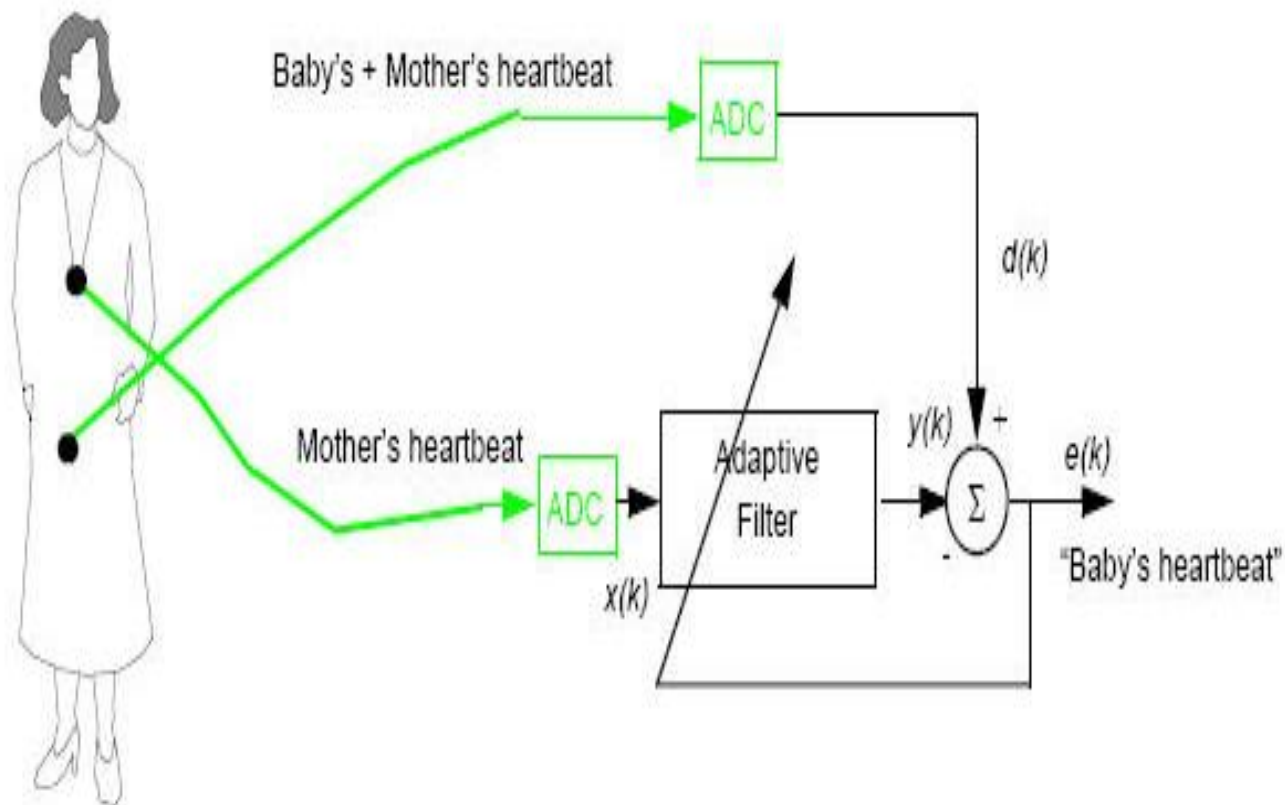 Baby's + Mother's heartbeat
ADC
d(k)
Mother's heartbeat
ADC
x(k)
Adaptive
Filter
y(k)
+
-
Σ
e(k)
“Baby's heartbeat”